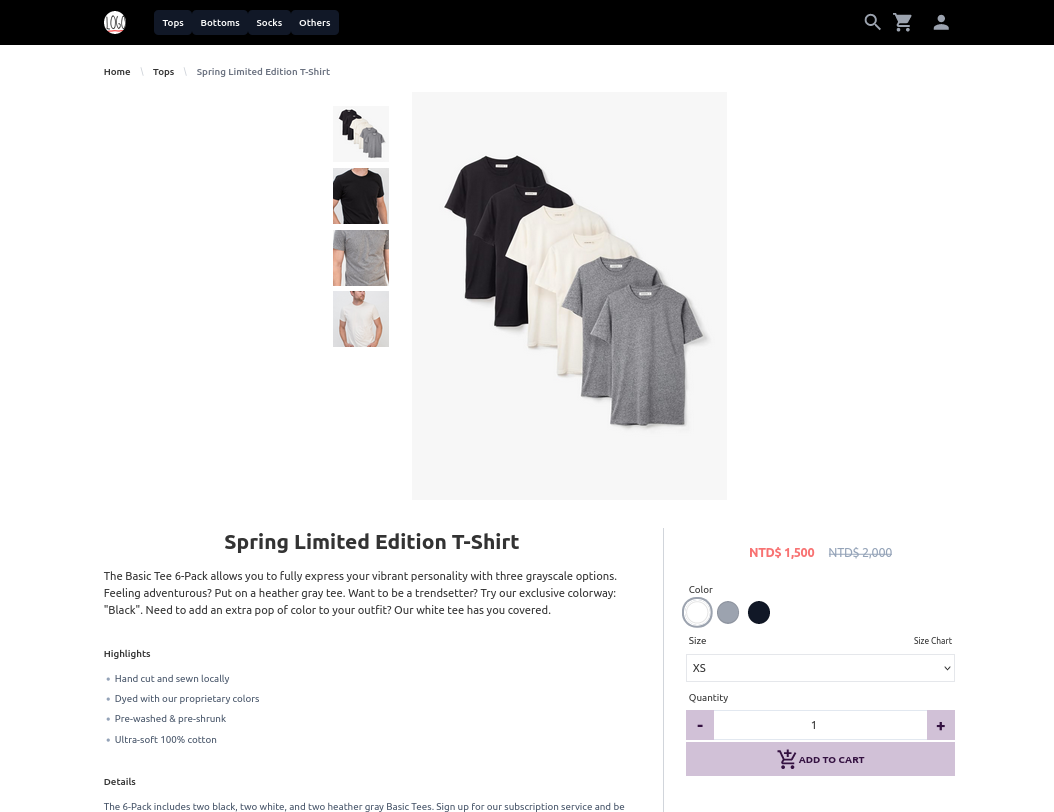 LOGO
Tops
Bottoms
Socks
Others
Home \ Tops \ Spring Limited Edition T-Shirt
Spring Limited Edition T-Shirt
The Basic Tee 6-Pack allows you to fully express your vibrant personality with three grayscale options.
Feeling adventurous? Put on a heather gray tee. Want to be a trendsetter? Try our exclusive colorway:
"Black". Need to add an extra pop of color to your outfit? Our white tee has you covered.
Highlights
Hand cut and sewn locally
Dyed with our proprietary colors
Pre-washed & pre-shrunk
Ultra-soft 100% cotton
Details
The 6-Pack includes two black, two white, and two heather gray Basic Tees. Sign up for our subscription service and be
NTD$ 1,500 NTD$ 2,000
Color
Size
Size Chart
XS
Quantity
- 1 +
ADD TO CART